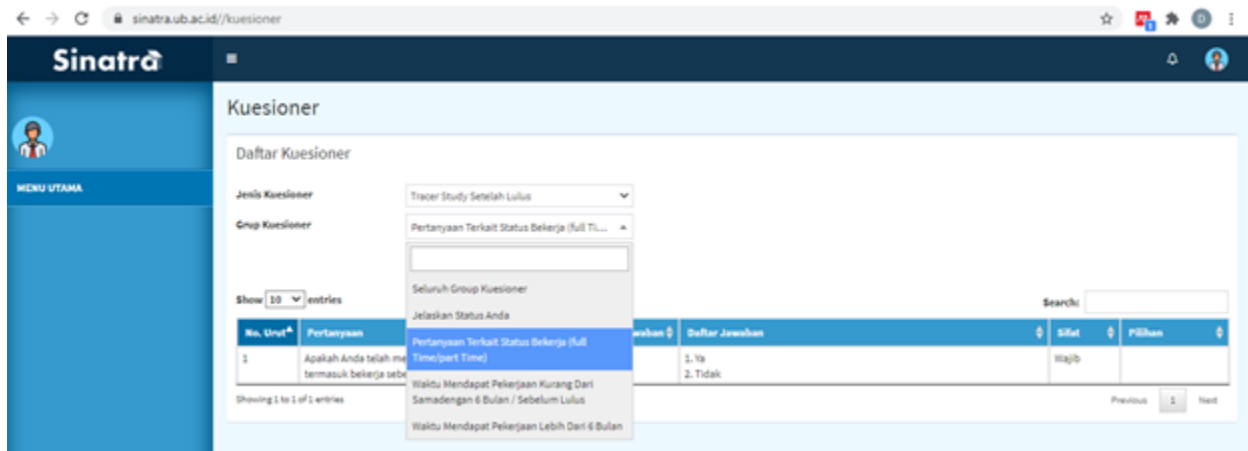 sinatra.ub.ac.id//kuesioner
D
Sinatra
Kuesioner
MENU UTAMA
Daftar Kuesioner
Jenis Kuesioner
Tracer Study Setelah Lulus
Grup Kuesioner
Pertanyaan Terkait Status Bekerja (full Ti...
Seluruh Group Kuesioner
Jelaskan Status Anda
Pertanyaan Terkait Status Bekerja (full
Time/part Time)
Waktu Mendapat Pekerjaan Kurang Dari
Samadengan 6 Bulan / Sebelum Lulus
Waktu Mendapat Pekerjaan Lebih Dari 6 Bulan
Show 10 entries
Search:
No. Urut Pertanyaan waban Daftar Jawaban Sifat Pilihan
1 Apakah Anda telah me 1. Ya Wajib
termasuk bekerja sebe 2. Tidak
Showing 1 to 1 of 1 entries
Previous 1 Next